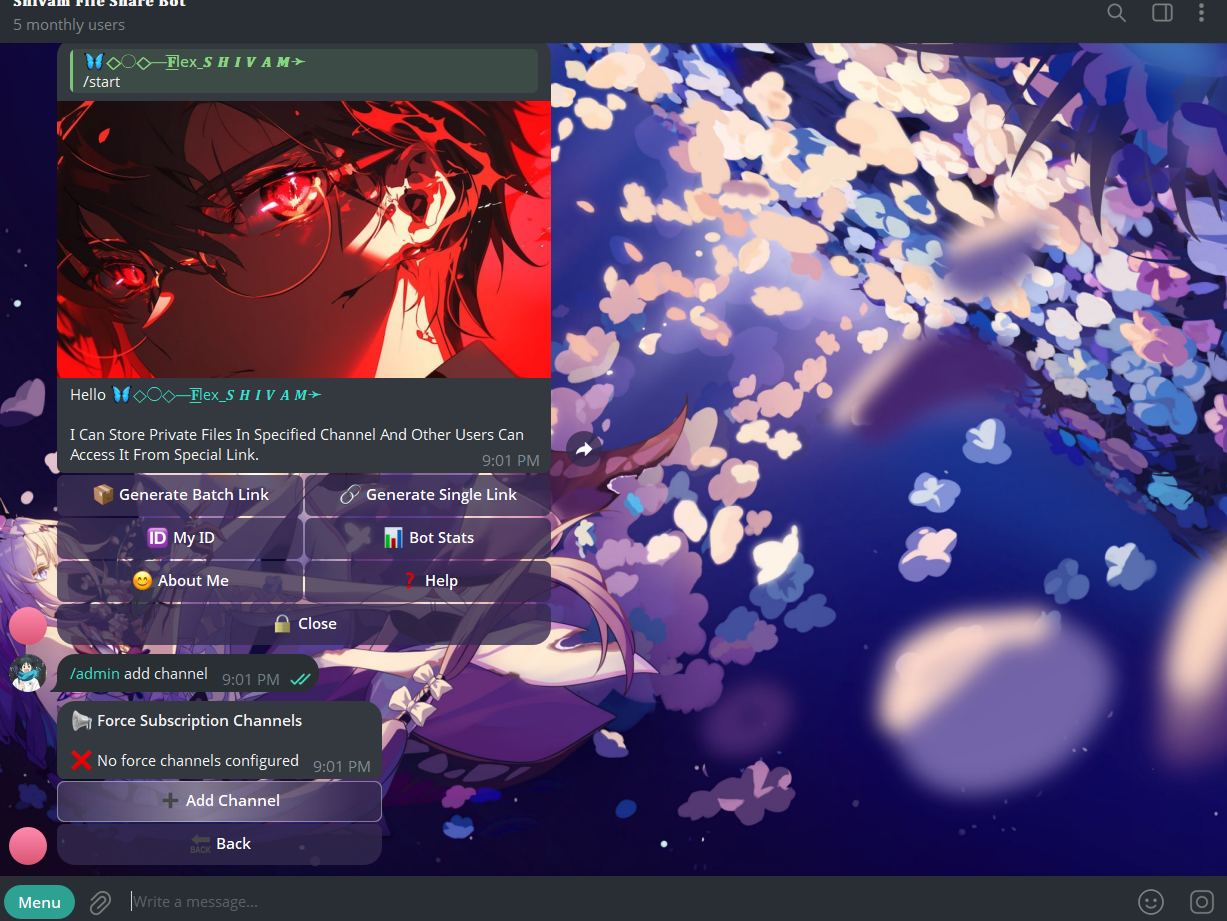 Shivam File Share Bot
5 monthly users
🦋◇○◇—🄵lex_𝑺 𝑯 𝑰 𝑽 𝑨 𝑴➛
/start
Hello 🦋◇○◇—🄵lex_𝑺 𝑯 𝑰 𝑽 𝑨 𝑴➛
I Can Store Private Files In Specified Channel And Other Users Can
Access It From Special Link.
9:01 PM
📦 Generate Batch Link
🔗 Generate Single Link
🆔 My ID
📊 Bot Stats
😊 About Me
❓ Help
🔒 Close
/admin add channel 9:01 PM
📢 Force Subscription Channels
❌ No force channels configured 9:01 PM
➕ Add Channel
🔙 Back
Menu
Write a message...